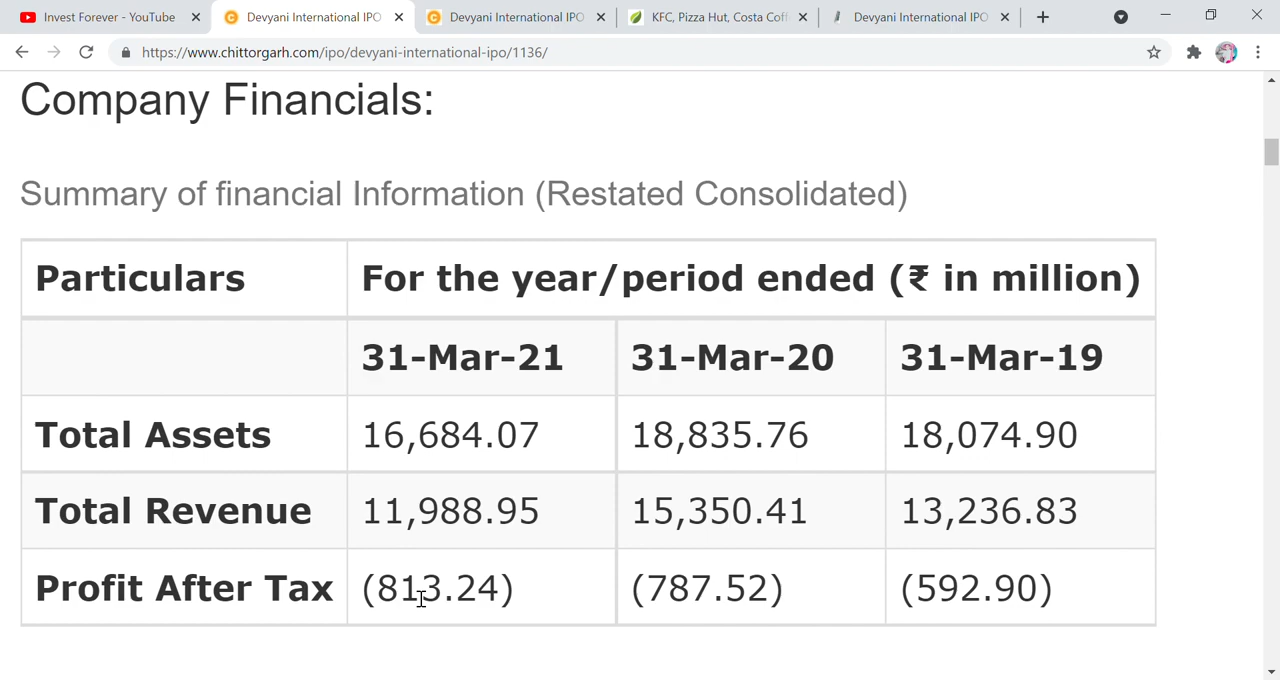 Invest Forever - YouTube
Devyani International IPO
Devyani International IPO
KFC, Pizza Hut, Costa Coff
Devyani International IPO
https://www.chittorgarh.com/ipo/devyani-international-ipo/1136/
Company Financials:
Summary of financial Information (Restated Consolidated)
Particulars For the year/period ended (₹ in million)
31-Mar-21 31-Mar-20 31-Mar-19
Total Assets 16,684.07 18,835.76 18,074.90
Total Revenue 11,988.95 15,350.41 13,236.83
Profit After Tax (813.24) (787.52) (592.90)